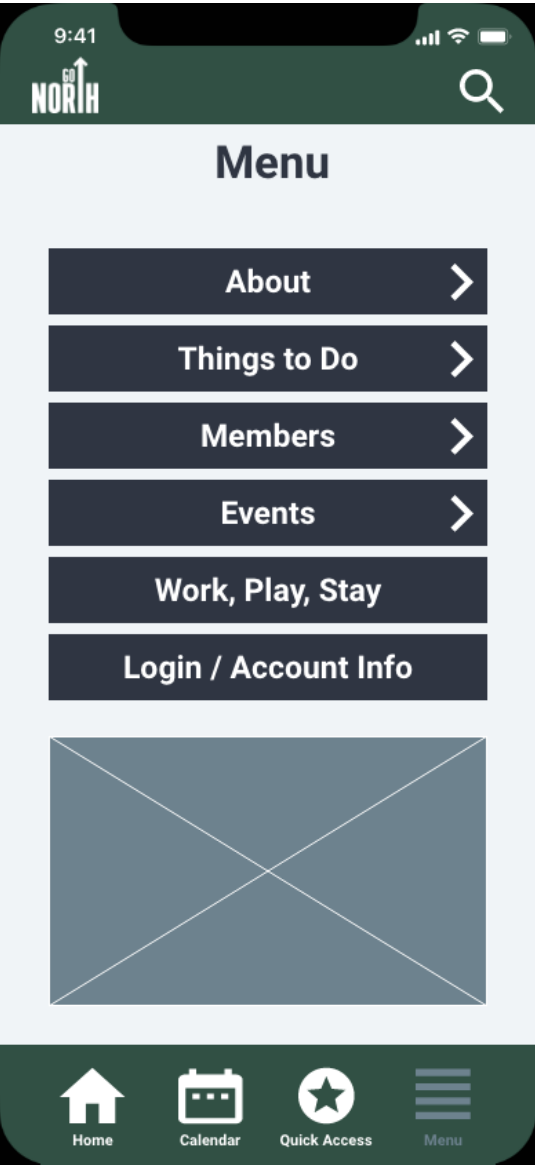 9:41
GO
NORTH
Menu
About
Things to Do
Members
Events
Work, Play, Stay
Login / Account Info
Home
Calendar
Quick Access
Menu